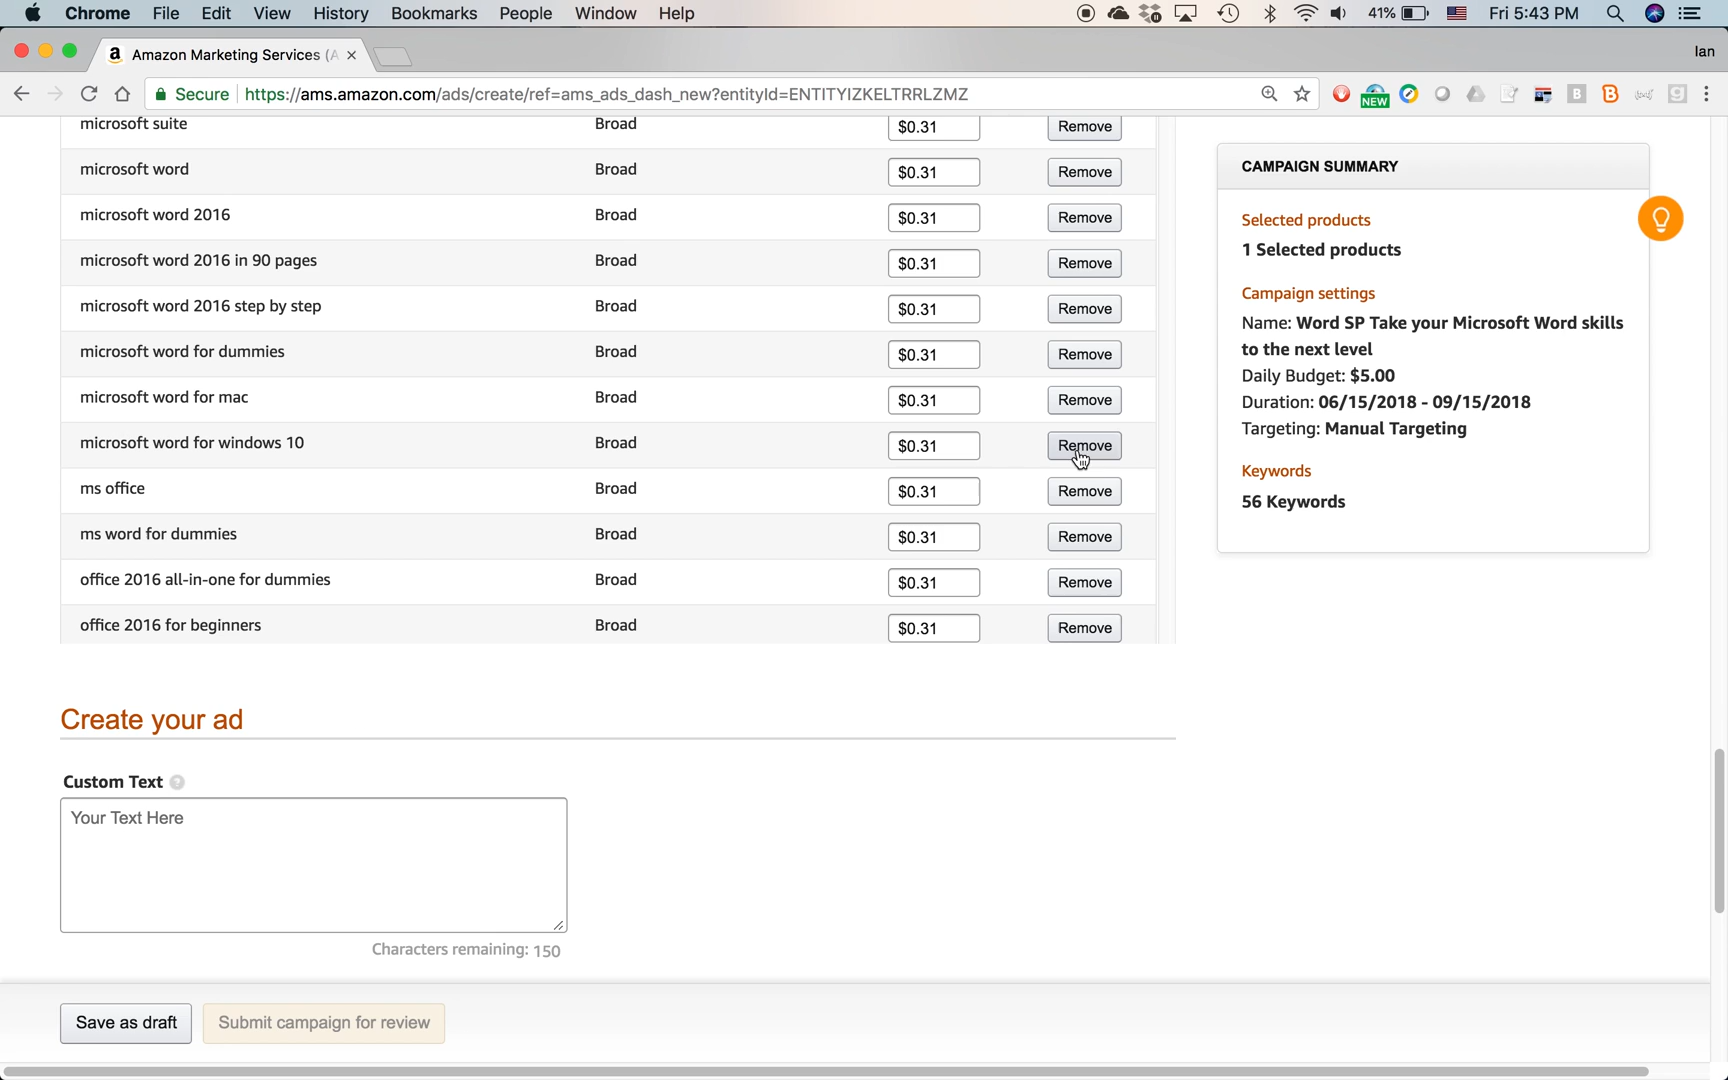 Chrome File Edit View History Bookmarks People Window Help 41% Fri 5:43 PM
a Amazon Marketing Services (A Ian
Secure https://ams.amazon.com/ads/create/ref=ams_ads_dash_new?entityId=ENTITYIZKELTRRLZMZ NEW
microsoft suite Broad $0.31 Remove
microsoft word Broad $0.31 Remove
microsoft word 2016 Broad $0.31 Remove
microsoft word 2016 in 90 pages Broad $0.31 Remove
microsoft word 2016 step by step Broad $0.31 Remove
microsoft word for dummies Broad $0.31 Remove
microsoft word for mac Broad $0.31 Remove
microsoft word for windows 10 Broad $0.31 Remove
ms office Broad $0.31 Remove
ms word for dummies Broad $0.31 Remove
office 2016 all-in-one for dummies Broad $0.31 Remove
office 2016 for beginners Broad $0.31 Remove
CAMPAIGN SUMMARY
Selected products
1 Selected products
Campaign settings
Name: Word SP Take your Microsoft Word skills
to the next level
Daily Budget: $5.00
Duration: 06/15/2018 - 09/15/2018
Targeting: Manual Targeting
Keywords
56 Keywords
Create your ad
Custom Text ?
Your Text Here
Characters remaining: 150
Save as draft Submit campaign for review